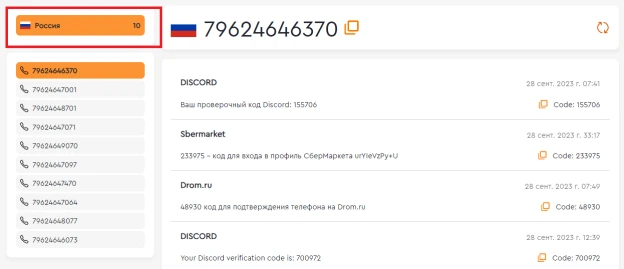 Россия 10
79624646370
79624646370
79624647001
79624648701
79624647071
79624649070
79624647097
79624647470
79624647064
79624648077
79624646073
DISCORD 28 сент. 2023 г. 07:41
Ваш проверочный код Discord: 155706 Code: 155706
Sbermarket 28 сент. 2023 г. 33:17
233975 – код для входа в профиль СберМаркета urYleVzPy+U Code: 233975
Drom.ru 28 сент. 2023 г. 07:49
48930 код для подтверждения телефона на Drom.ru Code: 48930
DISCORD 28 сент. 2023 г. 12:39
Your Discord verification code is: 700972 Code: 700972